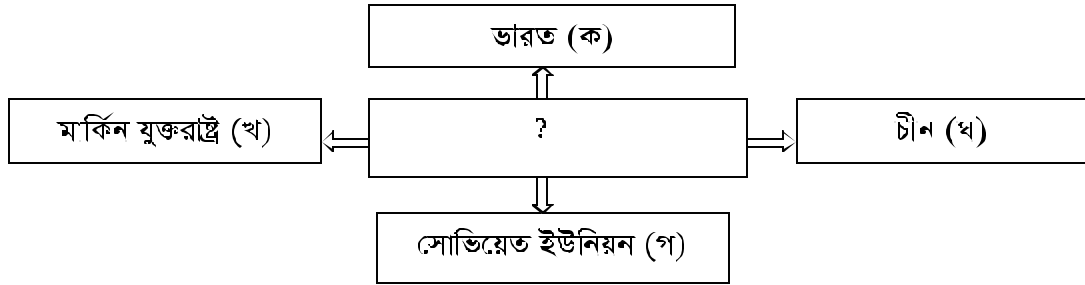 ভারত (ক)
মার্কিন যুক্তরাষ্ট্র (খ)
?
চীন (ঘ)
সোভিয়েত ইউনিয়ন (গ)